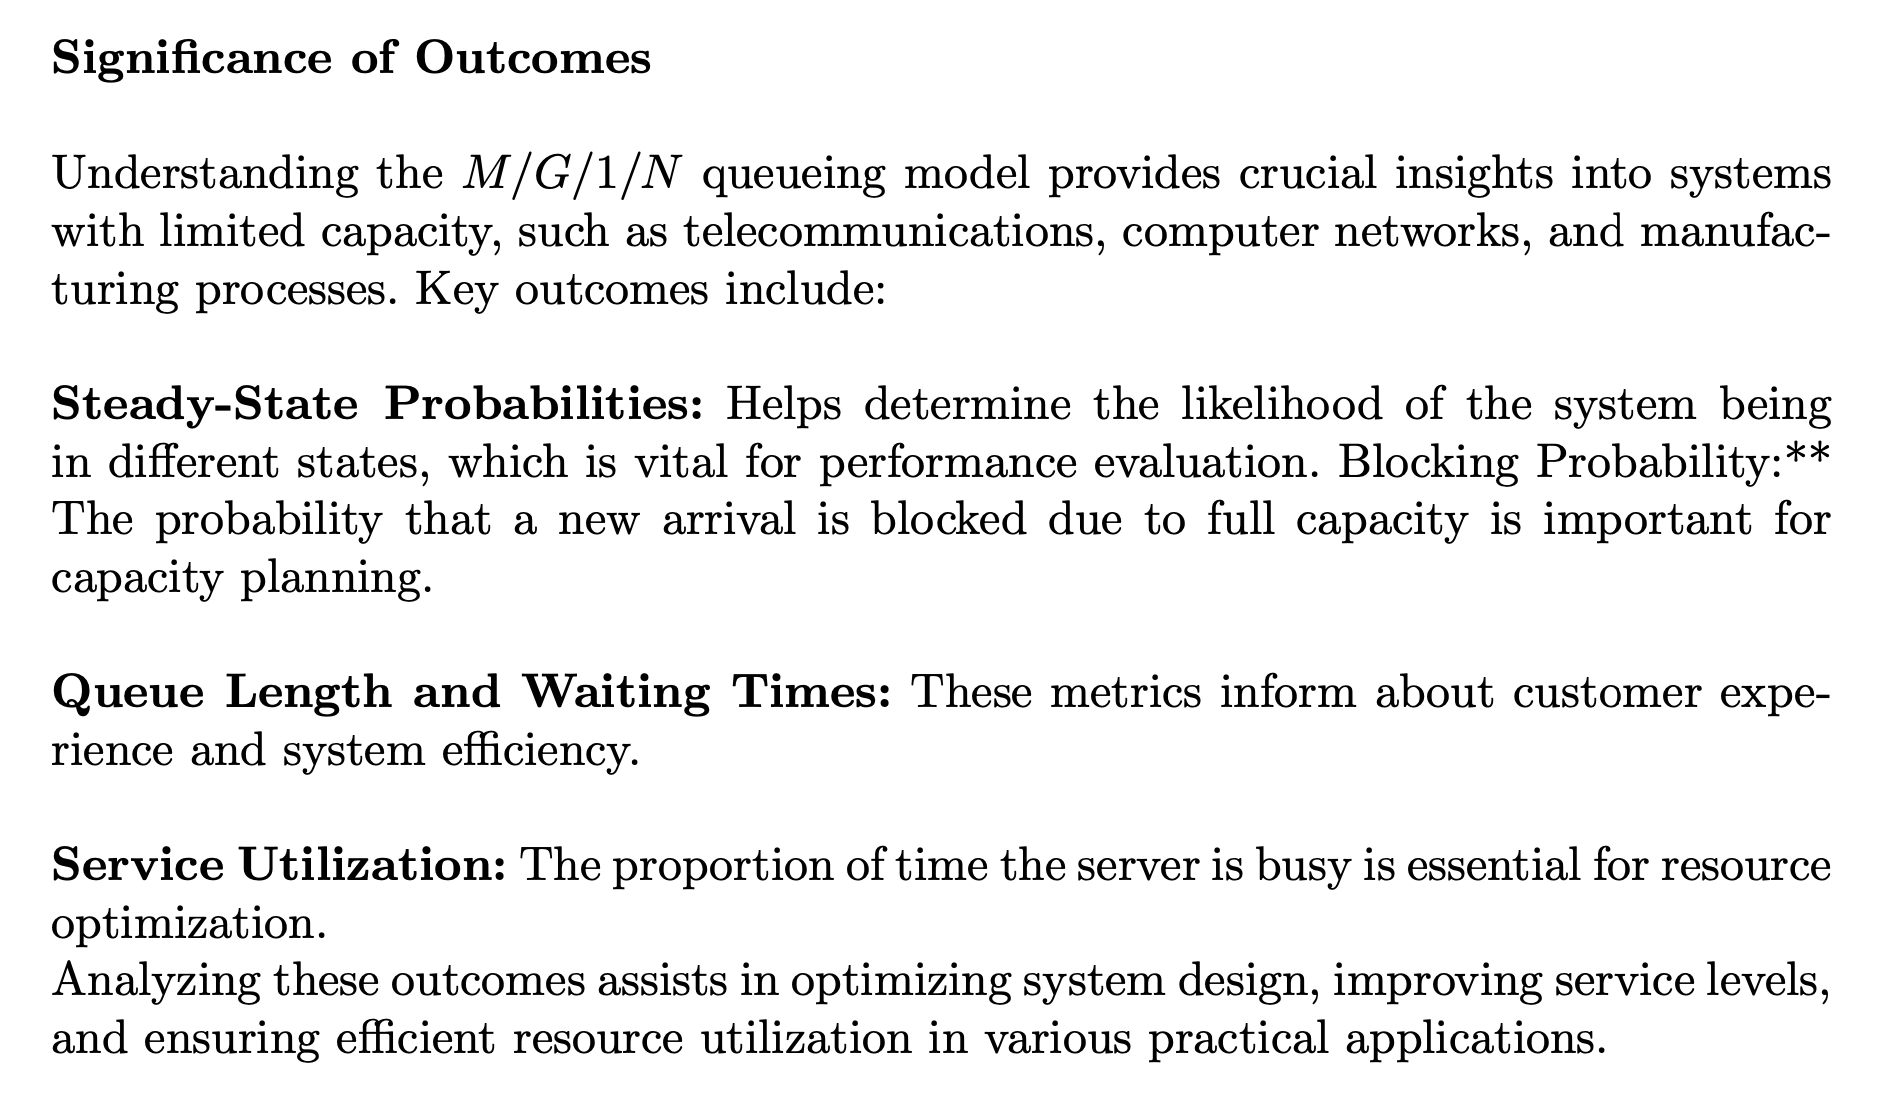 Significance of Outcomes
Understanding the M/G/1/N queueing model provides crucial insights into systems
with limited capacity, such as telecommunications, computer networks, and manufac-
turing processes. Key outcomes include:
Steady-State Probabilities: Helps determine the likelihood of the system being
in different states, which is vital for performance evaluation. Blocking Probability:**
The probability that a new arrival is blocked due to full capacity is important for
capacity planning.
Queue Length and Waiting Times: These metrics inform about customer expe-
rience and system efficiency.
Service Utilization: The proportion of time the server is busy is essential for resource
optimization.
Analyzing these outcomes assists in optimizing system design, improving service levels,
and ensuring efficient resource utilization in various practical applications.